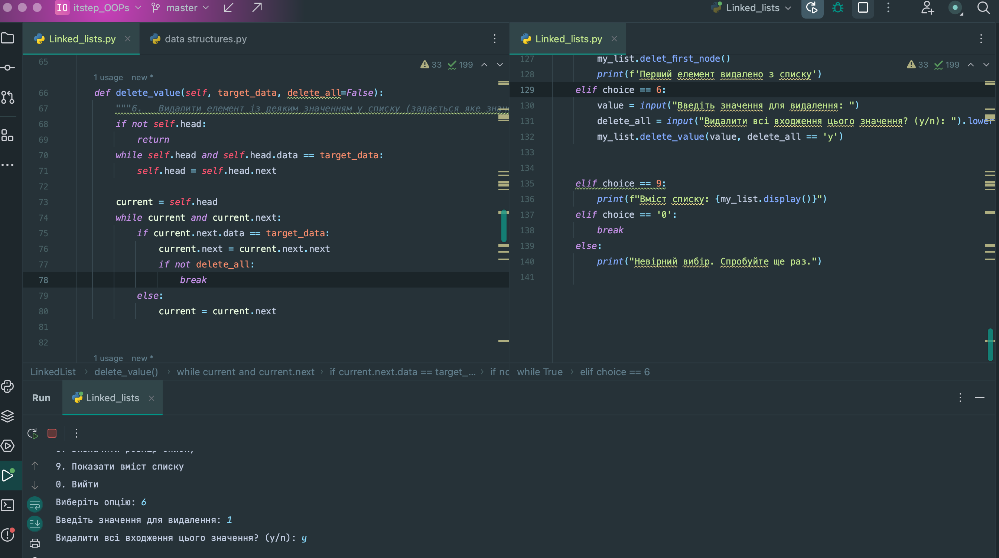 IO itstep_OOPs master Linked_lists
Linked_lists.py data structures.py
65
33 199
1 usage new *
66 def delete_value(self, target_data, delete_all=False):
67 """6. Видалити елемент із деяким значенням у списку (задається яке
68 if not self.head:
69 return
70 while self.head and self.head.data == target_data:
71 self.head = self.head.next
72
73 current = self.head
74 while current and current.next:
75 if current.next.data == target_data:
76 current.next = current.next.next
77 if not delete_all:
78 break
79 else:
80 current = current.next
81
82
1 usage new *
LinkedList › delete_value() › while current and current.next › if current.next.data == target_... ›
Linked_lists.py
127 my_list.delet_first_node()
33 199
128 print(f'Перший елемент видалено з списку')
129 elif choice == 6:
130 value = input("Введіть значення для видалення: ")
131 delete_all = input("Видалити всі входження цього значення? (y/n): ").lower
132 my_list.delete_value(value, delete_all == 'y')
133
134
135 elif choice == 9:
136 print(f"Вміст списку: {my_list.display()}")
137 elif choice == '0':
138 break
139 else:
140 print("Невірний вибір. Спробуйте ще раз.")
141
while True › elif choice == 6
Run Linked_lists
9. Показати вміст списку
0. Вийти
Виберіть опцію: 6
Введіть значення для видалення: 1
Видалити всі входження цього значення? (y/n): y